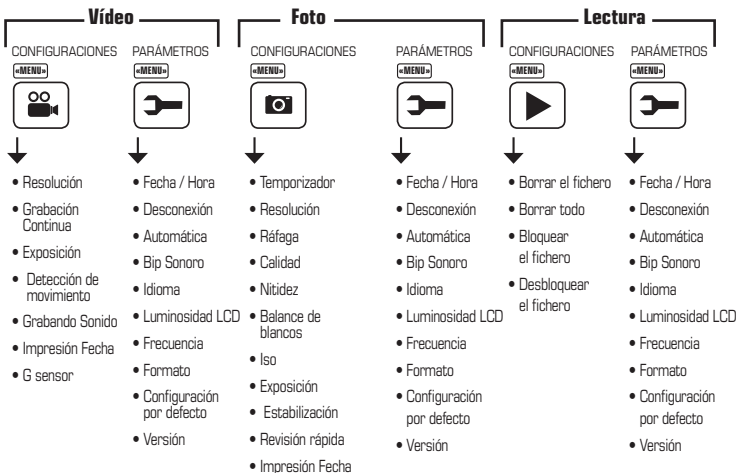 Vídeo
CONFIGURACIONES
«MENU»
• Resolución
• Grabación
Continua
• Exposición
• Detección de
movimiento
• Grabando Sonido
• Impresión Fecha
• G sensor
PARÁMETROS
«MENU»
• Fecha / Hora
• Desconexión
• Automática
• Bip Sonoro
• Idioma
• Luminosidad LCD
• Frecuencia
• Formato
• Configuración
por defecto
• Versión
Foto
CONFIGURACIONES
«MENU»
• Temporizador
• Resolución
• Ráfaga
• Calidad
• Nitidez
• Balance de
blancos
• Iso
• Exposición
• Estabilización
• Revisión rápida
• Impresión Fecha
PARÁMETROS
«MENU»
• Fecha / Hora
• Desconexión
• Automática
• Bip Sonoro
• Idioma
• Luminosidad LCD
• Frecuencia
• Formato
• Configuración
por defecto
• Versión
Lectura
CONFIGURACIONES
«MENU»
• Borrar el fichero
• Borrar todo
• Bloquear
el fichero
• Desbloquear
el fichero
PARÁMETROS
«MENU»
• Fecha / Hora
• Desconexión
• Automática
• Bip Sonoro
• Idioma
• Luminosidad LCD
• Frecuencia
• Formato
• Configuración
por defecto
• Versión